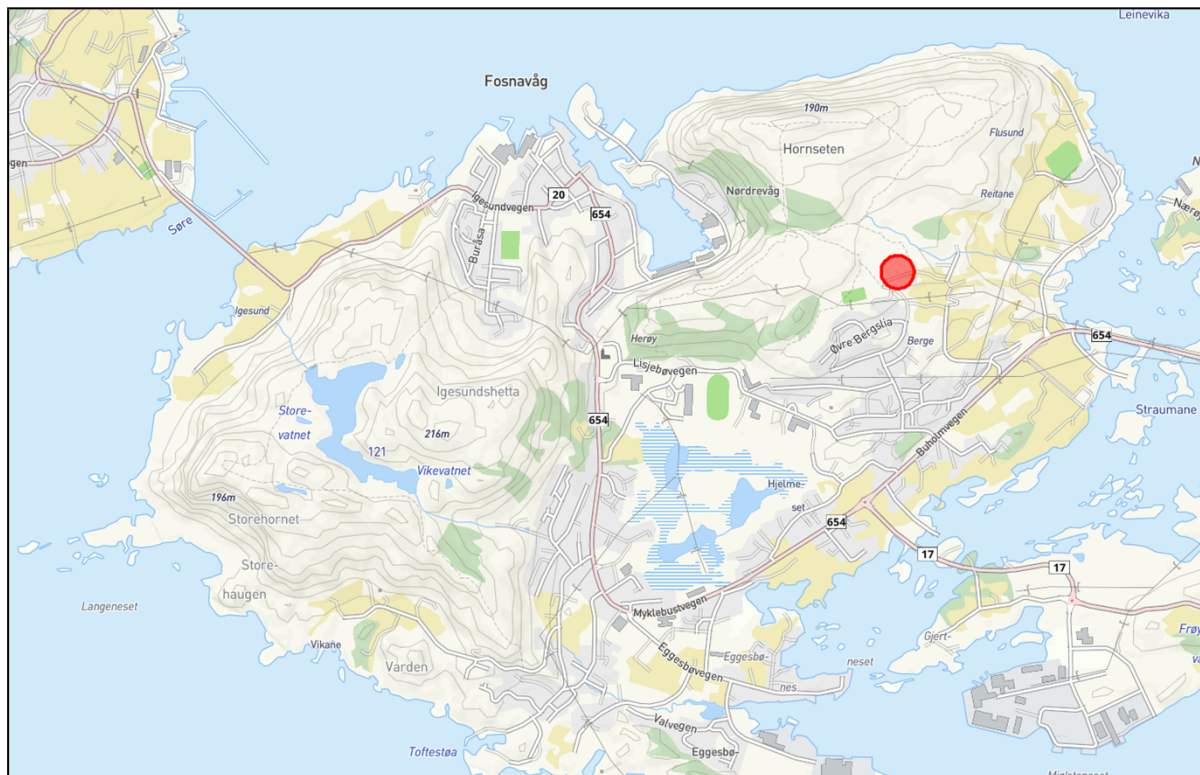 Leinevika
Fosnavåg
190m
Flusund
Hornseten
gen
Nørdrevåg
Reitane
20
Igesundvegen
654
Søre
Buråsa
Igesund
Øvre Bergslia
654
Herøy
Berge
Lisjebøvegen
Igesundshetta
Store-
vatnet
Straumane
654
216m
121
Buholmvegen
Vikevatnet
Hjelme-
set
196m
Storehornet
654
17
17
Store-
haugen
Langeneset
Myklebustvegen
Gjert-
Vikane
Eggesbøvegen
Eggesbø-
neset
Varden
nes
Valvegen
Toftestøa
Eggesbø-